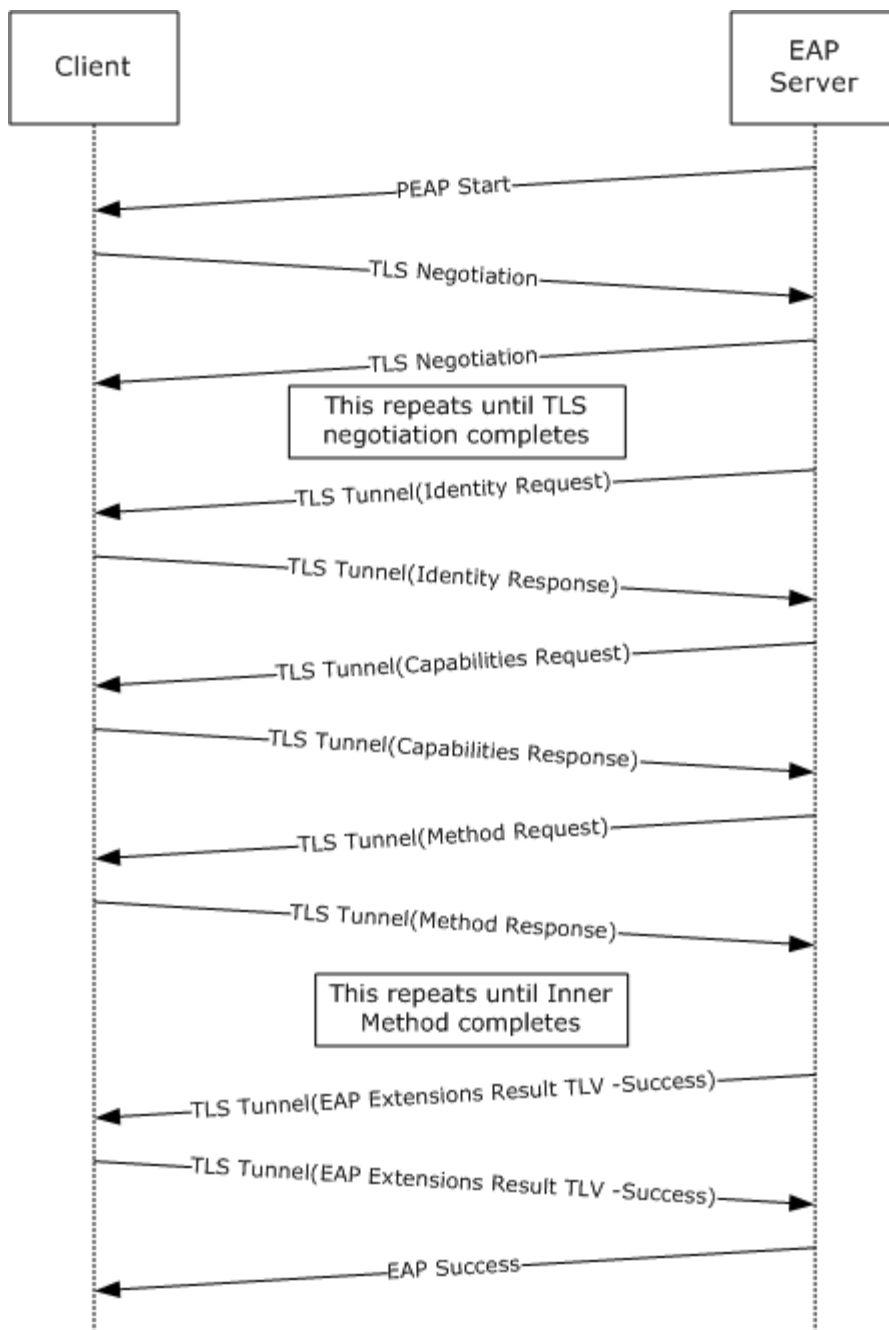 Client
EAP
Server
PEAP Start
TLS Negotiation
TLS Negotiation
This repeats until TLS
negotiation completes
TLS Tunnel(Identity Request)
TLS Tunnel(Identity Response)
TLS Tunnel(Capabilities Request)
TLS Tunnel(Capabilities Response)
TLS Tunnel(Method Request)
TLS Tunnel(Method Response)
This repeats until Inner
Method completes
TLS Tunnel(EAP Extensions Result TLV -Success)
TLS Tunnel(EAP Extensions Result TLV -Success)
EAP Success